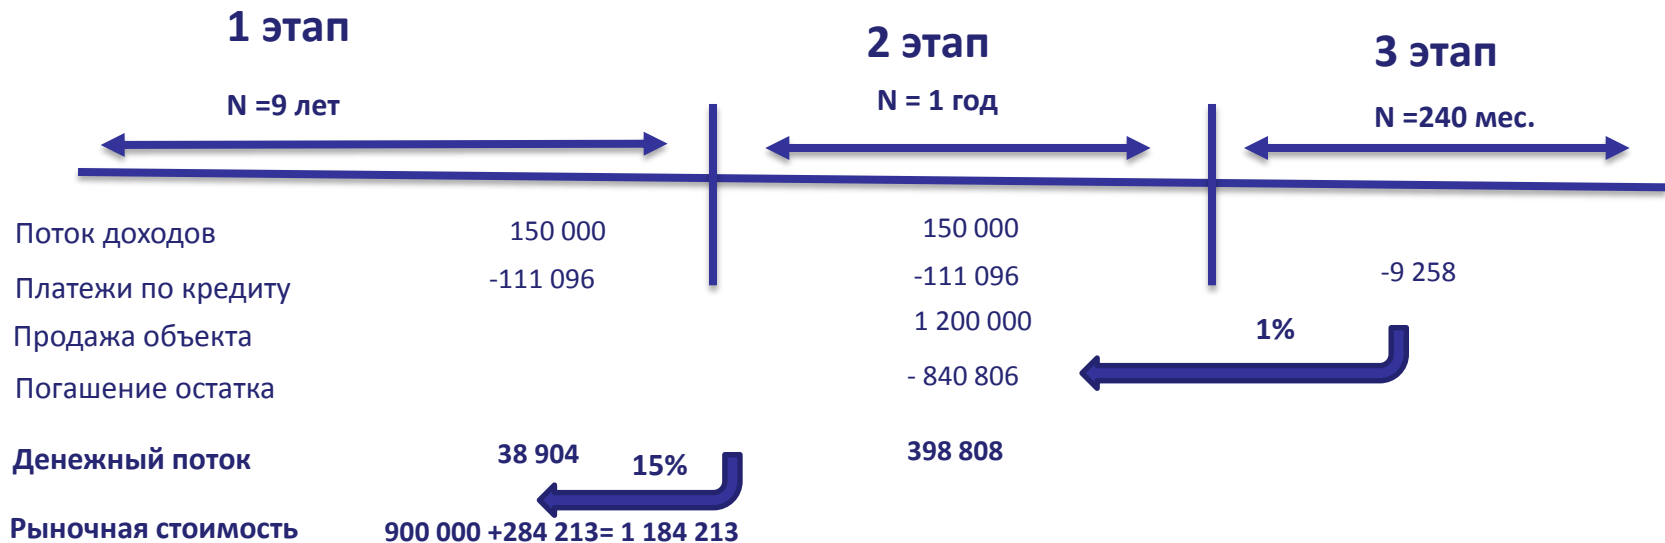 1 этап
2 этап
3 этап
N =9 лет
N = 1 год
N =240 мес.
Поток доходов 150 000 150 000
Платежи по кредиту -111 096 -111 096 -9 258
Продажа объекта 1 200 000 1%
Погашение остатка - 840 806
Денежный поток 38 904 15% 398 808
Рыночная стоимость 900 000 +284 213= 1 184 213